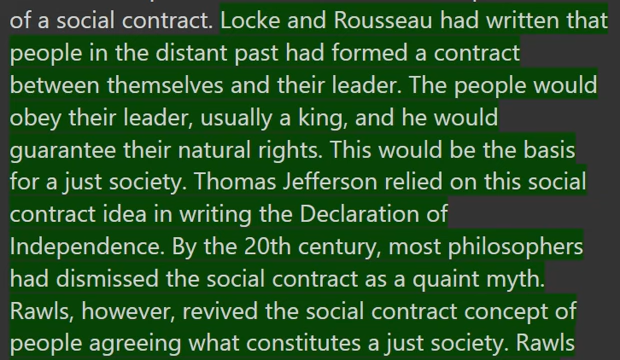 of a social contract. Locke and Rousseau had written that
people in the distant past had formed a contract
between themselves and their leader. The people would
obey their leader, usually a king, and he would
guarantee their natural rights. This would be the basis
for a just society. Thomas Jefferson relied on this social
contract idea in writing the Declaration of
Independence. By the 20th century, most philosophers
had dismissed the social contract as a quaint myth.
Rawls, however, revived the social contract concept of
people agreeing what constitutes a just society. Rawls